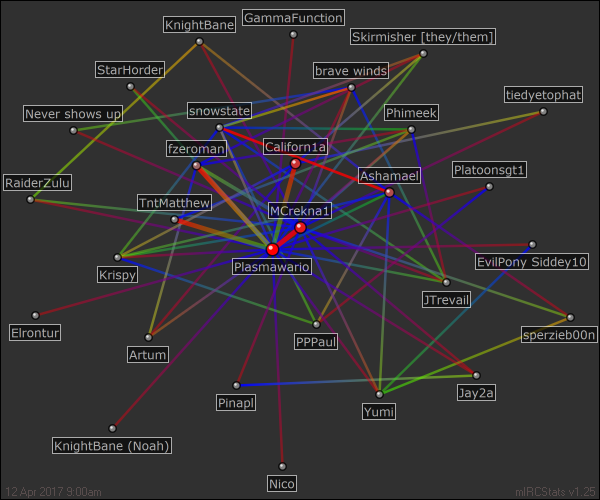 GammaFunction
KnightBane
Skirmisher [they/them]
StarHorder
brave winds
tiedyetophat
Never shows up
snowstate
Phimeek
fzeroman
Californ1a
Ashamael
Platoonsgt1
RaiderZulu
TntMatthew
MCrekna1
Krispy
Plasmawario
EvilPony Siddey10
JTrevail
Elrontur
sperzieb00n
Artum
PPPaul
Jay2a
Pinapl
Yumi
KnightBane (Noah)
Nico
12 Apr 2017 9:00am
mIRCStats v1.25